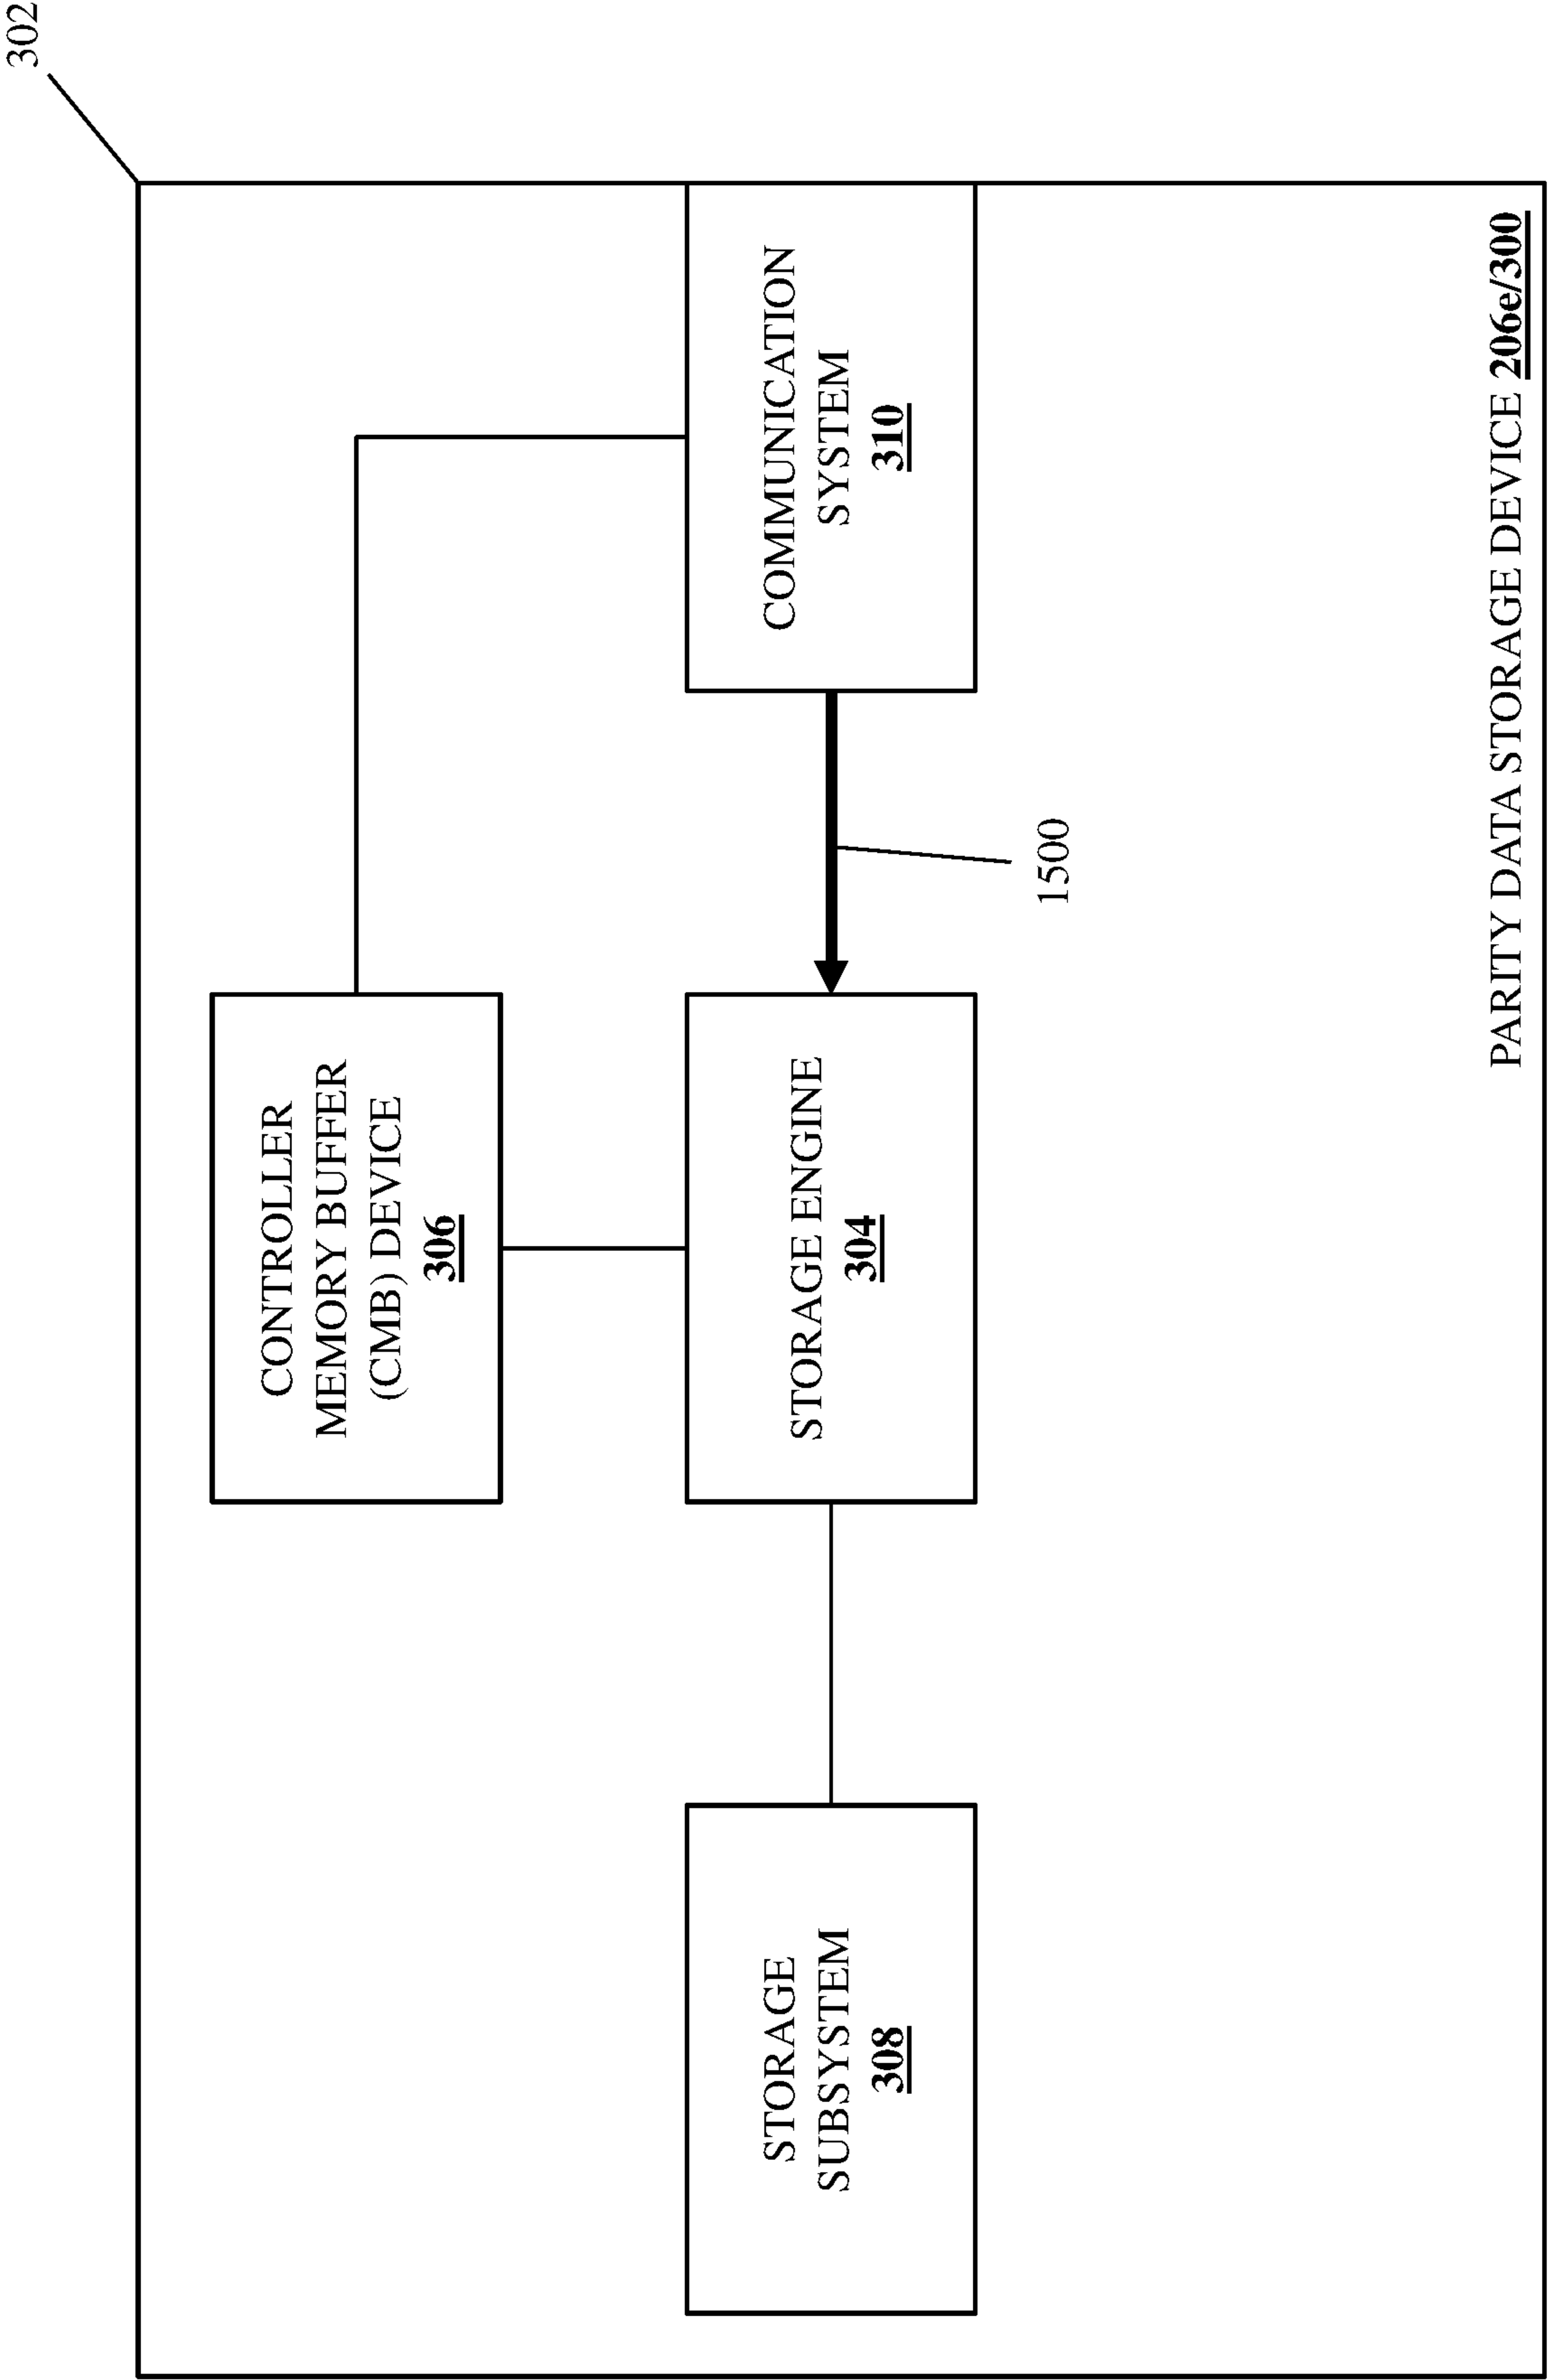 302
CONTROLLER
MEMORY BUFFER
(CMB) DEVICE
306
STORAGE
SUBSYSTEM
308
STORAGE ENGINE
304
COMMUNICATION
SYSTEM
310
1500
PARITY DATA STORAGE DEVICE 206e/300